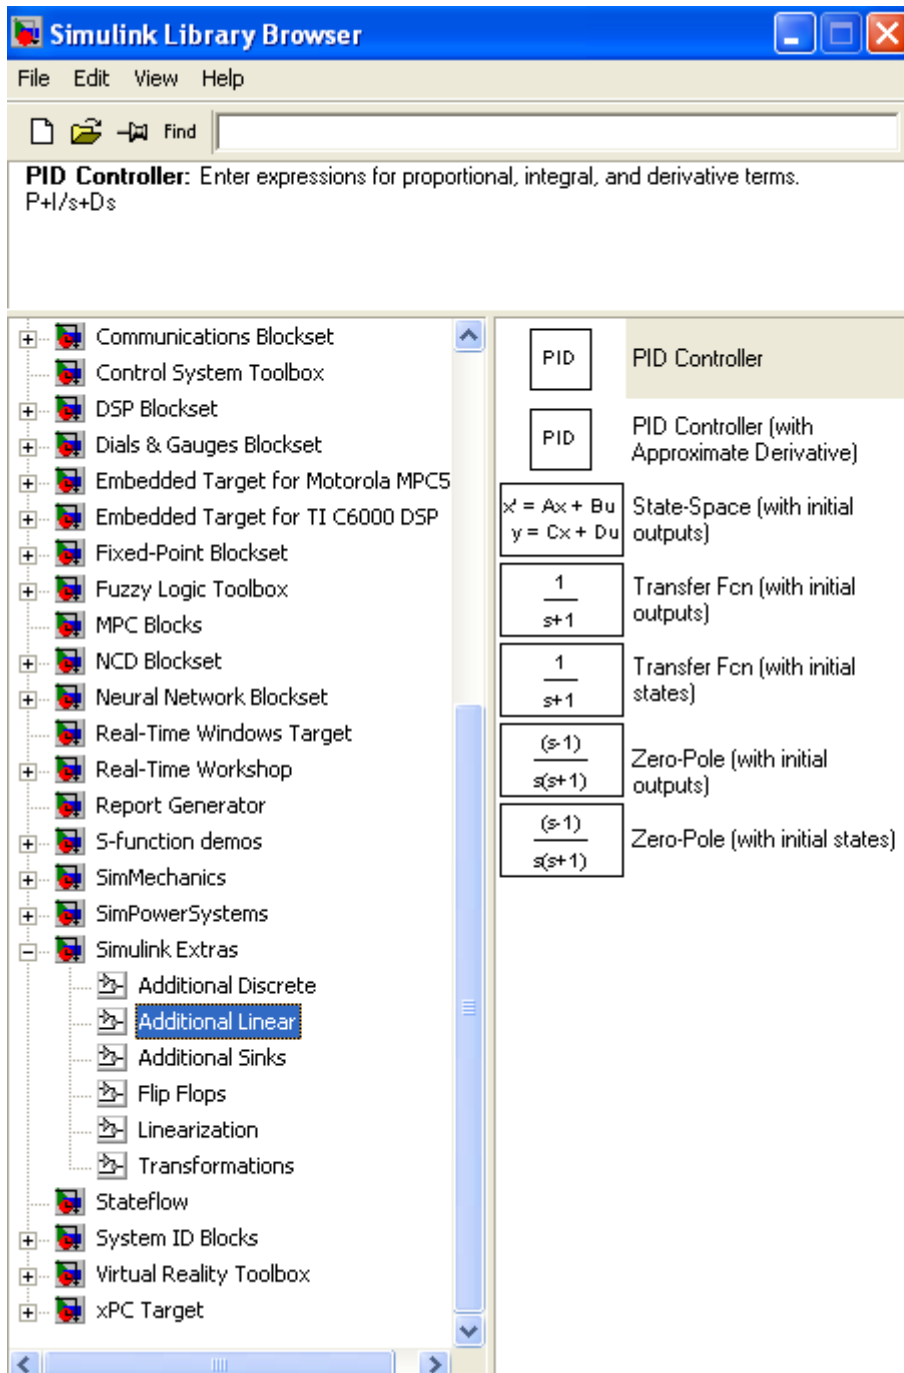 Simulink Library Browser
File Edit View Help
Find
PID Controller: Enter expressions for proportional, integral, and derivative terms.
P+I/s+Ds
Communications Blockset
Control System Toolbox
DSP Blockset
Dials & Gauges Blockset
Embedded Target for Motorola MPC5
Embedded Target for TI C6000 DSP
Fixed-Point Blockset
Fuzzy Logic Toolbox
MPC Blocks
NCD Blockset
Neural Network Blockset
Real-Time Windows Target
Real-Time Workshop
Report Generator
S-function demos
SimMechanics
SimPowerSystems
Simulink Extras
Additional Discrete
Additional Linear
Additional Sinks
Flip Flops
Linearization
Transformations
Stateflow
System ID Blocks
Virtual Reality Toolbox
xPC Target
PID
PID Controller
PID
PID Controller (with
Approximate Derivative)
x' = Ax + Bu
y = Cx + Du
State-Space (with initial
outputs)
1
s+1
Transfer Fcn (with initial
outputs)
1
s+1
Transfer Fcn (with initial
states)
(s-1)
s(s+1)
Zero-Pole (with initial
outputs)
(s-1)
s(s+1)
Zero-Pole (with initial states)